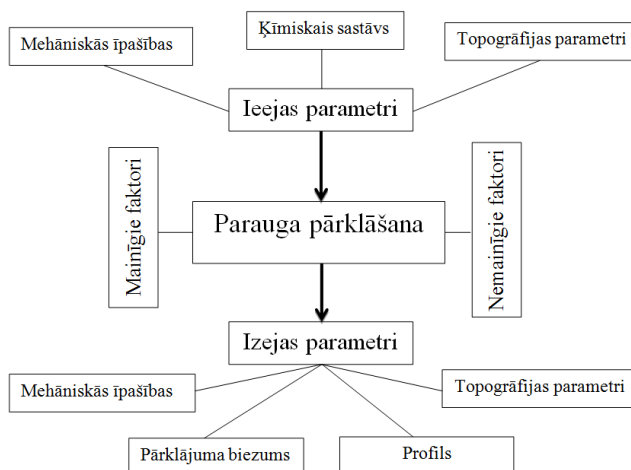 Ķīmiskais sastāvs
Mehāniskās īpašības
Topogrāfijas parametri
Ieejas parametri
Mainīgie faktori
Parauga pārklāšana
Nemainīgie faktori
Izejas parametri
Mehāniskās īpašības
Topogrāfijas parametri
Pārklājuma biezums
Profils